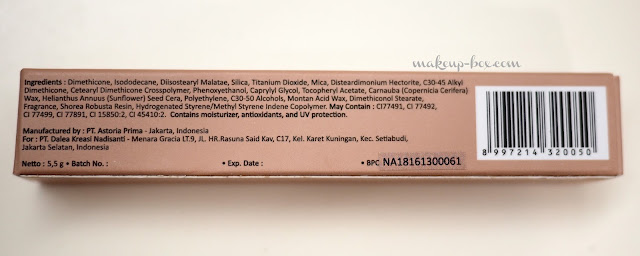 makeup-box.com
Ingredients : Dimethicone, Isododecane, Diisostearyl Malatae, Silica, Titanium Dioxide, Mica, Disteardimonium Hectorite, C30-45 Alkyl
Dimethicone, Cetearyl Dimethicone Crosspolymer, Phenoxyethanol, Caprylyl Glycol, Tocopheryl Acetate, Carnauba (Copernicia Cerifera)
Wax, Helianthus Annus (Sunflower) Seed Cera, Polyethylene, C30-50 Alcohols, Montan Acid Wax, Dimethiconol Stearate,
Fragrance, Shorea Robusta Resin, Hydrogenated Styrene/Methyl Styrene Indene Copolymer. May Contain : CI77491, CI 77492,
CI 77499, CI 77891, CI 15850:2, CI 45410:2. Contains moisturizer, antioxidants, and UV protection.
Manufactured by : PT. Astoria Prima - Jakarta, Indonesia
For : PT. Dalea Kreasi Nadisanti - Menara Gracia LT.9, JL. HR.Rasuna Said Kav, C17, Kel. Karet Kuningan, Kec. Setiabudi,
Jakarta Selatan, Indonesia
Netto : 5,5 g • Batch No. : • Exp. Date : • BPC NA18161300061
8 997214 320050